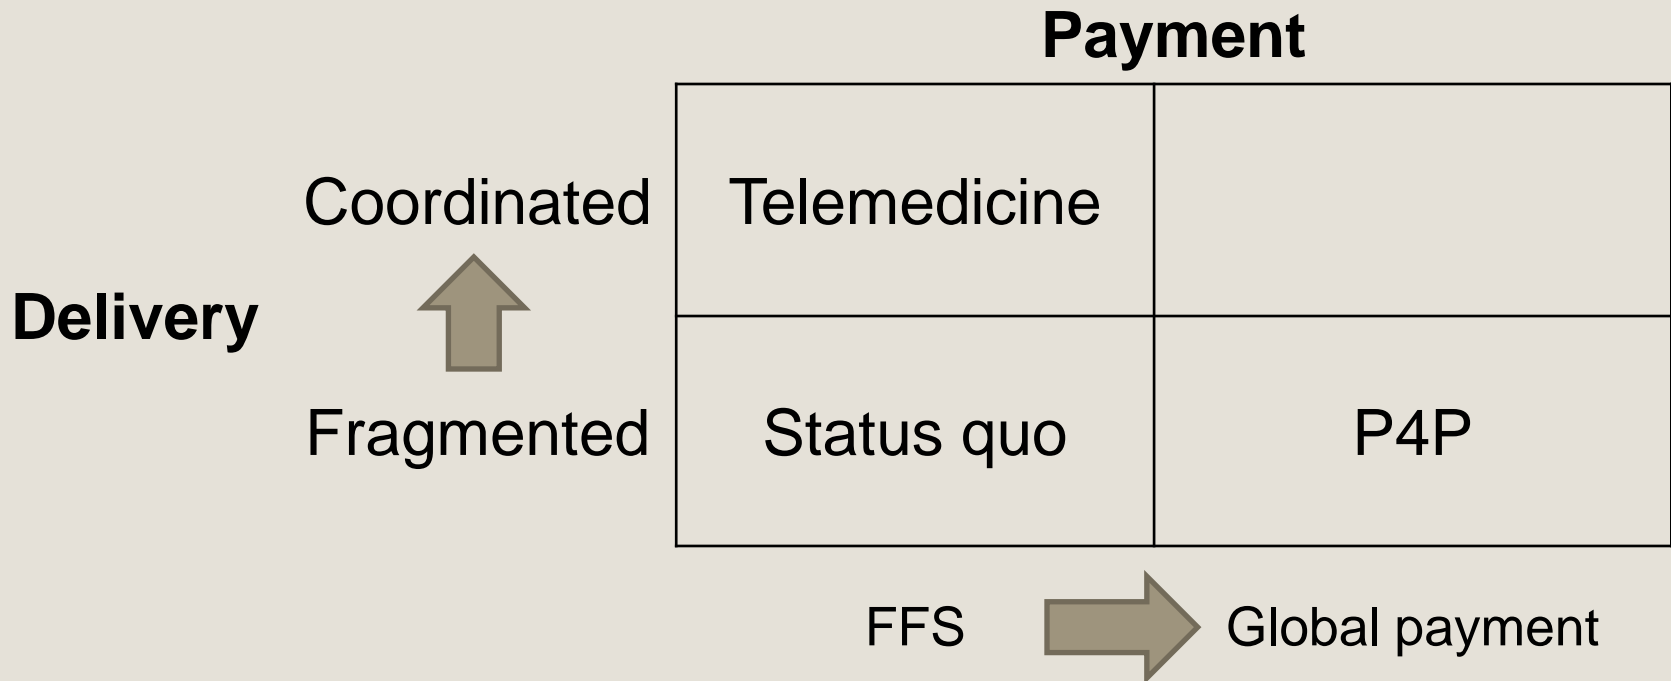 Payment
Coordinated
Telemedicine
Delivery
Fragmented
Status quo
P4P
FFS
Global payment